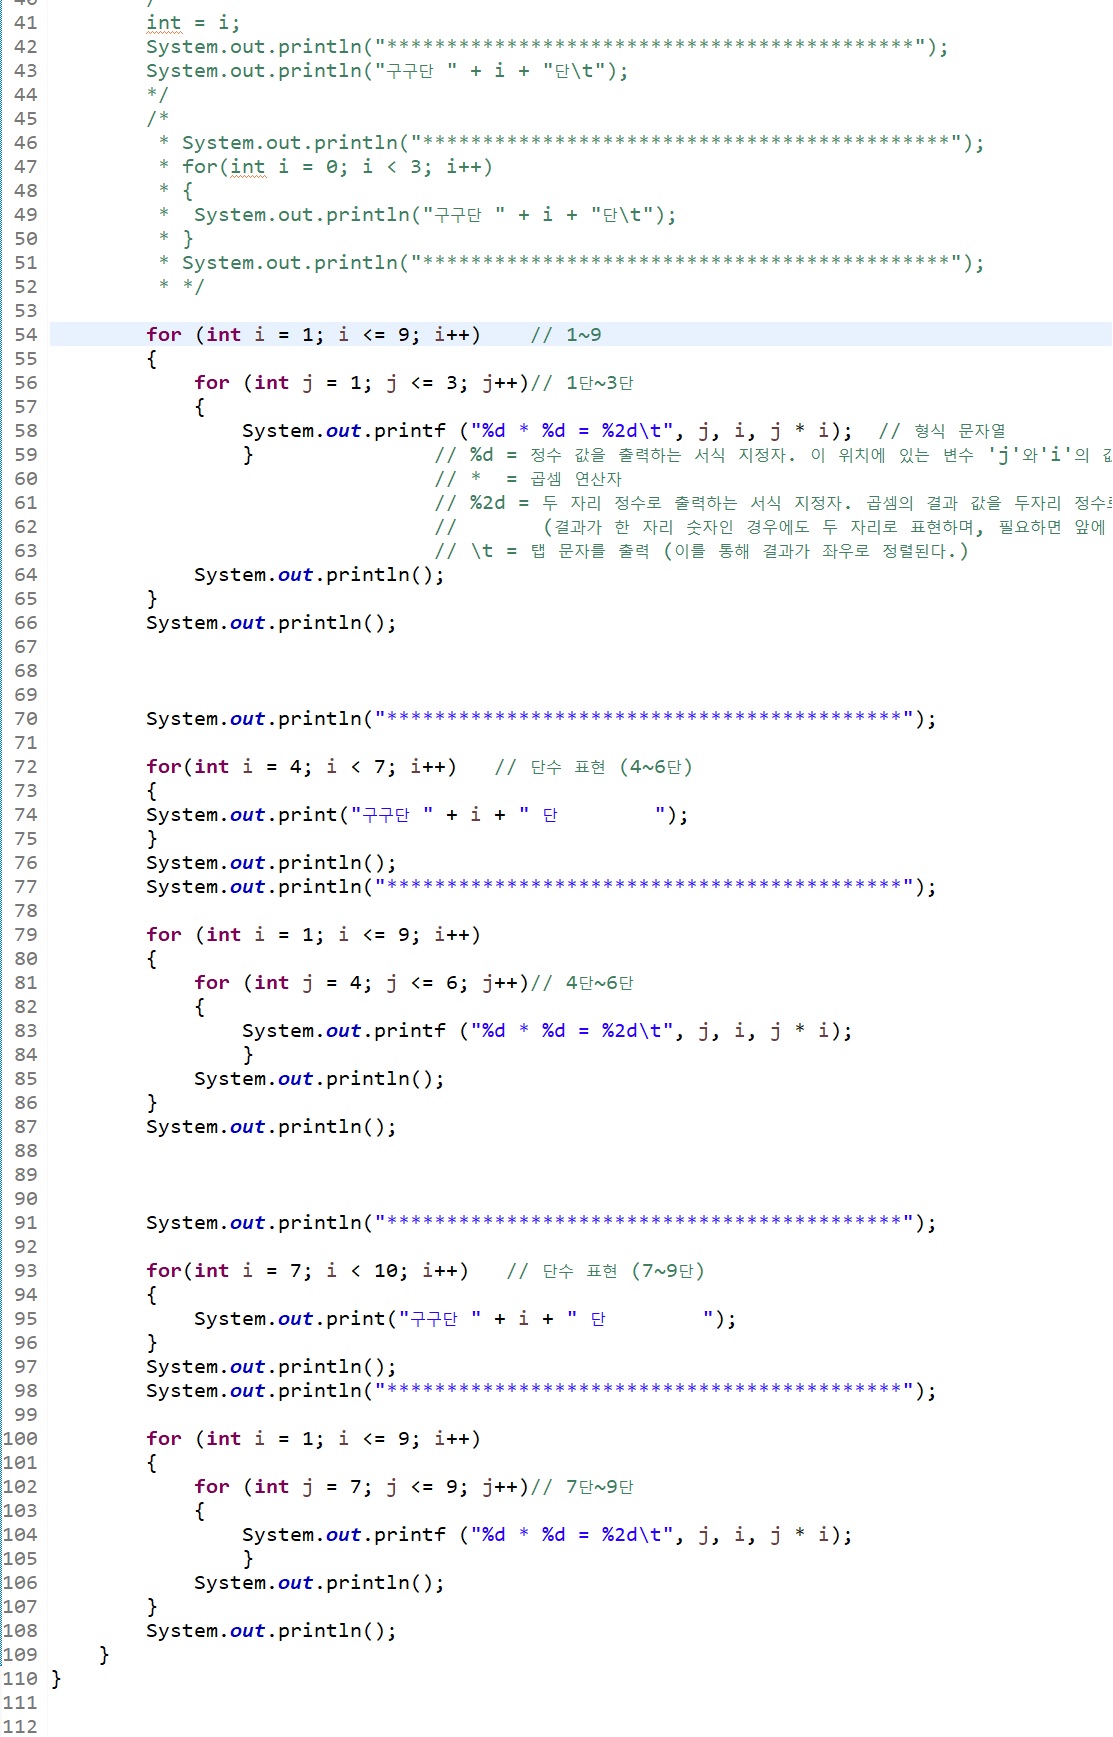 41 int = i;
42 System.out.println("********************************************");
43 System.out.println("구구단 " + i + "단\t");
44 */
45 /*
46 * System.out.println("********************************************");
47 * for(int i = 0; i < 3; i++)
48 * {
49 *  System.out.println("구구단 " + i + "단\t");
50 * }
51 * System.out.println("********************************************");
52 * */
53
54 for (int i = 1; i <= 9; i++)    // 1~9
55 {
56 for (int j = 1; j <= 3; j++)// 1단~3단
57 {
58 System.out.printf ("%d * %d = %2d\t", j, i, j * i);  // 형식 문자열
59 }               // %d = 정수 값을 출력하는 서식 지정자. 이 위치에 있는 변수 'j'와'i'의
60 // *  = 곱셈 연산자
61 // %2d = 두 자리 정수로 출력하는 서식 지정자. 곱셈의 결과 값을 두자리 정수로
62 //       (결과가 한 자리 숫자인 경우에도 두 자리로 표현하며, 필요하면 앞에
63 // \t = 탭 문자를 출력 (이를 통해 결과가 좌우로 정렬된다.)
64 System.out.println();
65 }
66 System.out.println();
67
68
69
70 System.out.println("*******************************************");
71
72 for(int i = 4; i < 7; i++)   // 단수 표현 (4~6단)
73 {
74 System.out.print("구구단 " + i + " 단        ");
75 }
76 System.out.println();
77 System.out.println("*******************************************");
78
79 for (int i = 1; i <= 9; i++)
80 {
81 for (int j = 4; j <= 6; j++)// 4단~6단
82 {
83 System.out.printf ("%d * %d = %2d\t", j, i, j * i);
84 }
85 System.out.println();
86 }
87 System.out.println();
88
89
90
91 System.out.println("*******************************************");
92
93 for(int i = 7; i < 10; i++)   // 단수 표현 (7~9단)
94 {
95 System.out.print("구구단 " + i + " 단        ");
96 }
97 System.out.println();
98 System.out.println("*******************************************");
99
100 for (int i = 1; i <= 9; i++)
101 {
102 for (int j = 7; j <= 9; j++)// 7단~9단
103 {
104 System.out.printf ("%d * %d = %2d\t", j, i, j * i);
105 }
106 System.out.println();
107 }
108 System.out.println();
109 }
110 }
111
112